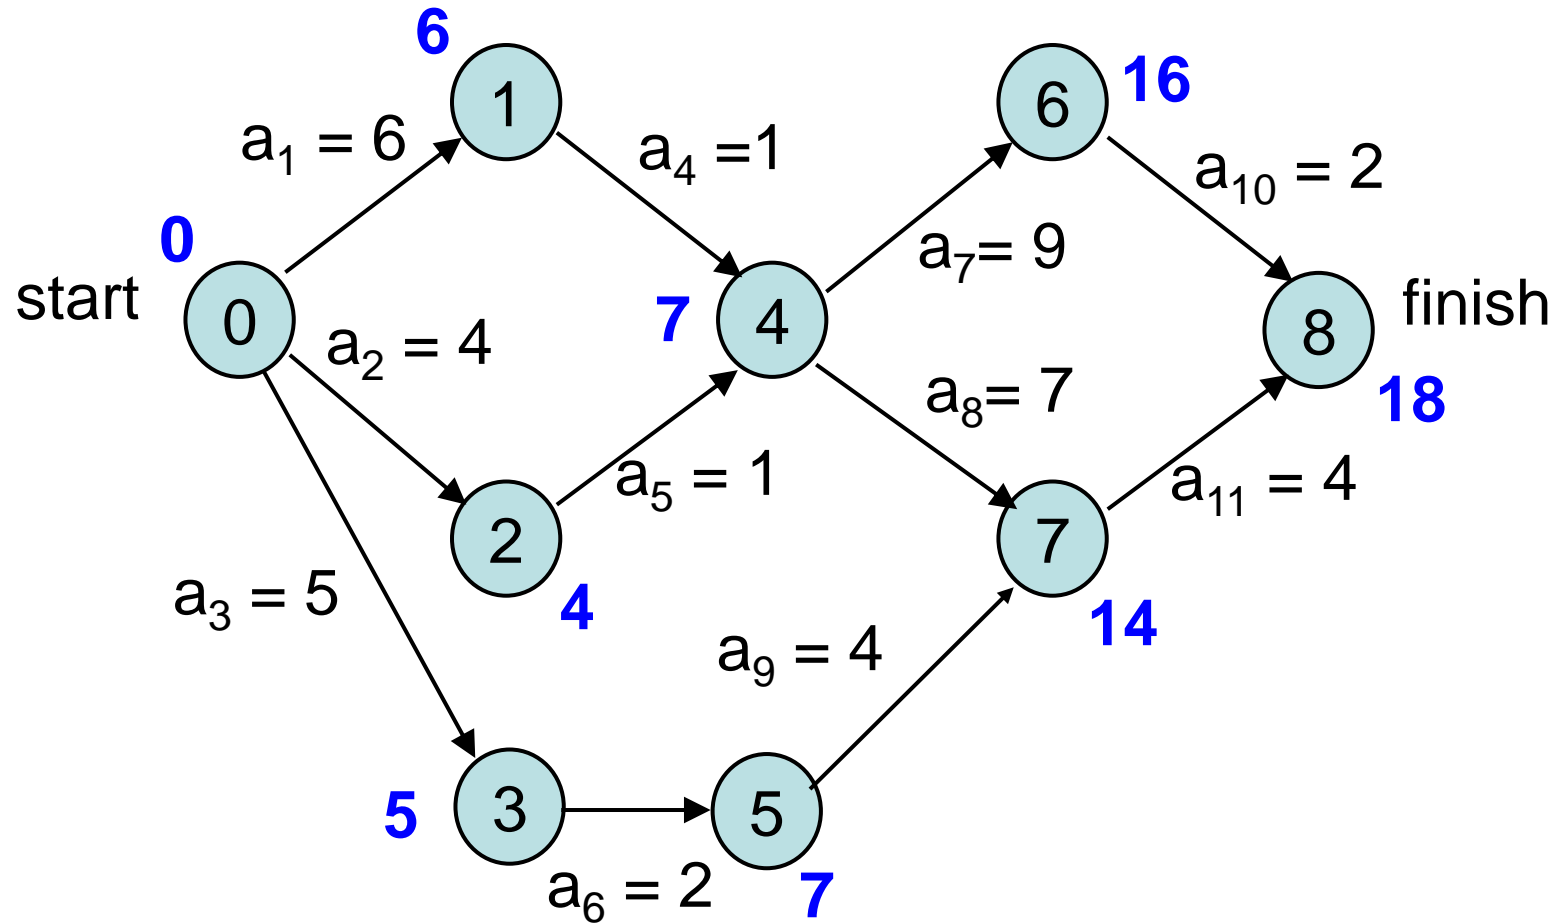 6
1
6
16
a1 = 6
a4 =1
a10 = 2
0
start
0
a2 = 4
7
4
a7= 9
8
finish
18
a8= 7
a5 = 1
a11 = 4
2
4
7
14
a3 = 5
a9 = 4
5
3
5
a6 = 2
7